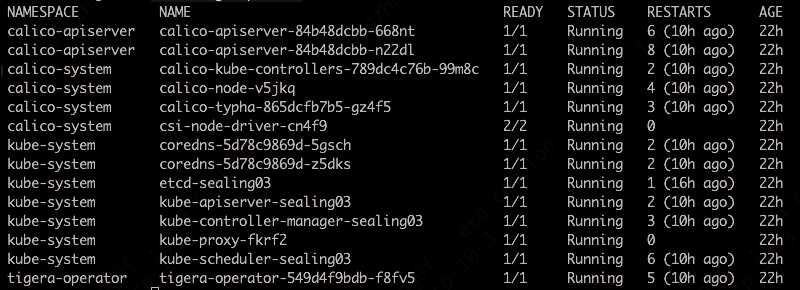 NAMESPACE NAME READY STATUS RESTARTS AGE
calico-apiserver calico-apiserver-84b48dcbb-668nt 1/1 Running 6 (10h ago) 22h
calico-apiserver calico-apiserver-84b48dcbb-n22dl 1/1 Running 8 (10h ago) 22h
calico-system calico-kube-controllers-789dc4c76b-99m8c 1/1 Running 2 (10h ago) 22h
calico-system calico-node-v5jkq 1/1 Running 4 (10h ago) 22h
calico-system calico-typha-865dcfb7b5-gz4f5 1/1 Running 3 (10h ago) 22h
calico-system csi-node-driver-cn4f9 2/2 Running 0 22h
kube-system coredns-5d78c9869d-5gsch 1/1 Running 2 (10h ago) 22h
kube-system coredns-5d78c9869d-z5dks 1/1 Running 2 (10h ago) 22h
kube-system etcd-sealing03 1/1 Running 1 (16h ago) 22h
kube-system kube-apiserver-sealing03 1/1 Running 2 (10h ago) 22h
kube-system kube-controller-manager-sealing03 1/1 Running 3 (10h ago) 22h
kube-system kube-proxy-fkrf2 1/1 Running 0 22h
kube-system kube-scheduler-sealing03 1/1 Running 6 (10h ago) 22h
tigera-operator tigera-operator-549d4f9bdb-f8fv5 1/1 Running 5 (10h ago) 22h